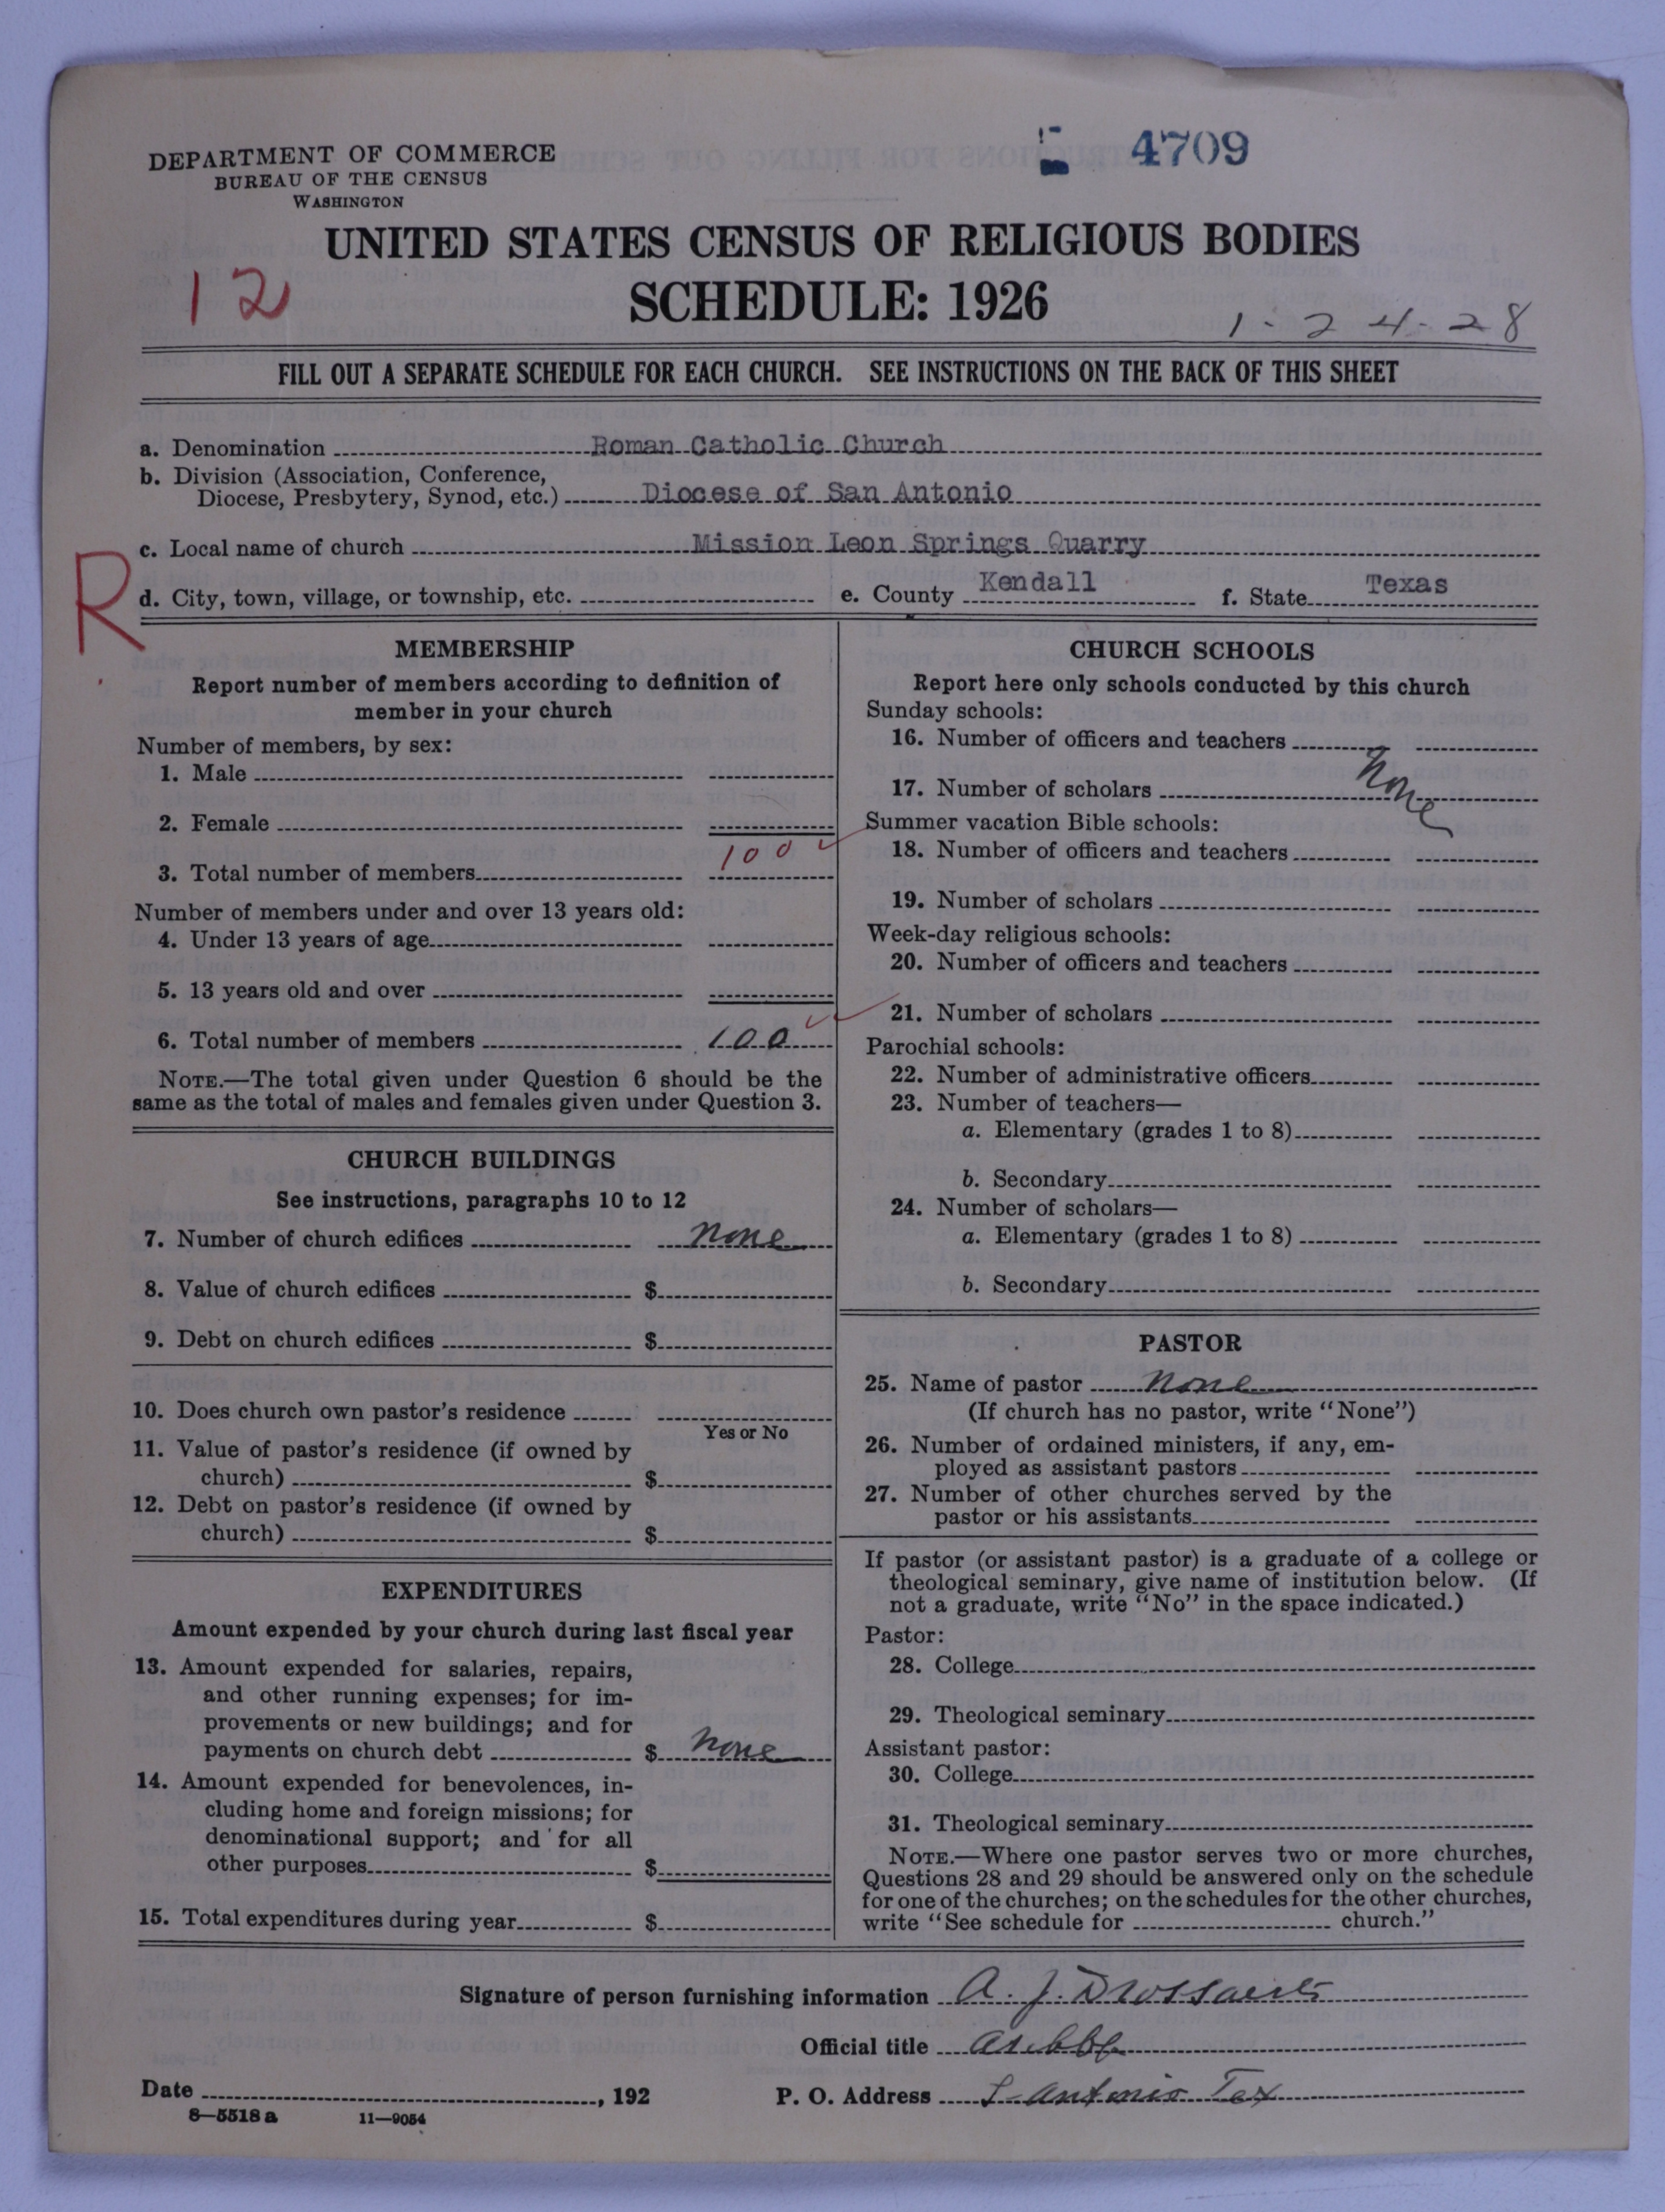 4709
DEPARTMENT OF COMMERCE
BUREAU OF THE CENSUS
WASHINGTON
UNITED STATES CENSUS OF RELIGIOUS BODIES
12
SCHEDULE: 1926
1-24-28
FILL OUT A SEPARATE SCHEDULE FOR EACH CHURCH. SEE INSTRUCTIONS ON THE BACK OF THIS SHEET
a. Denomination Roman Catholic Church
b. Division (Association, Conference,
Diocese, Presbytery, Synod, etc.) Diocese of San Antonio
c. Local name of church Mission Leon Springs Quarry
R
d. City, town, village, or township, etc. e. County Kendall f. State Texas
MEMBERSHIP
Report number of members according to definition of
member in your church
Number of members, by sex:
1. Male
2. Female
3. Total number of members 100
Number of members under and over 13 years old:
4. Under 13 years of age
5. 13 years old and over
6. Total number of members 100
NOTE.—The total given under Question 6 should be the
same as the total of males and females given under Question 3.
CHURCH BUILDINGS
See instructions, paragraphs 10 to 12
7. Number of church edifices none
8. Value of church edifices $
9. Debt on church edifices $
10. Does church own pastor's residence
Yes or No
11. Value of pastor's residence (if owned by
church) $
12. Debt on pastor's residence (if owned by
church) $
EXPENDITURES
Amount expended by your church during last fiscal year
13. Amount expended for salaries, repairs,
and other running expenses; for im-
provements or new buildings; and for
payments on church debt $ none
14. Amount expended for benevolences, in-
cluding home and foreign missions; for
denominational support; and for all
other purposes $
15. Total expenditures during year $
CHURCH SCHOOLS
Report here only schools conducted by this church
Sunday schools:
16. Number of officers and teachers
none
17. Number of scholars
Summer vacation Bible schools:
18. Number of officers and teachers
19. Number of scholars
Week-day religious schools:
20. Number of officers and teachers
21. Number of scholars
Parochial schools:
22. Number of administrative officers
23. Number of teachers—
a. Elementary (grades 1 to 8)
b. Secondary
24. Number of scholars—
a. Elementary (grades 1 to 8)
b. Secondary
PASTOR
25. Name of pastor none
(If church has no pastor, write "None")
26. Number of ordained ministers, if any, em-
ployed as assistant pastors
27. Number of other churches served by the
pastor or his assistants
If pastor (or assistant pastor) is a graduate of a college or
theological seminary, give name of institution below. (If
not a graduate, write "No" in the space indicated.)
Pastor:
28. College
29. Theological seminary
Assistant pastor:
30. College
31. Theological seminary
NOTE.—Where one pastor serves two or more churches,
Questions 28 and 29 should be answered only on the schedule
for one of the churches; on the schedules for the other churches,
write "See schedule for church."
Signature of person furnishing information A. J. Drossaerts
Official title
Date , 192 P. O. Address S-Antonio Tex
8—5518 a 11—9054